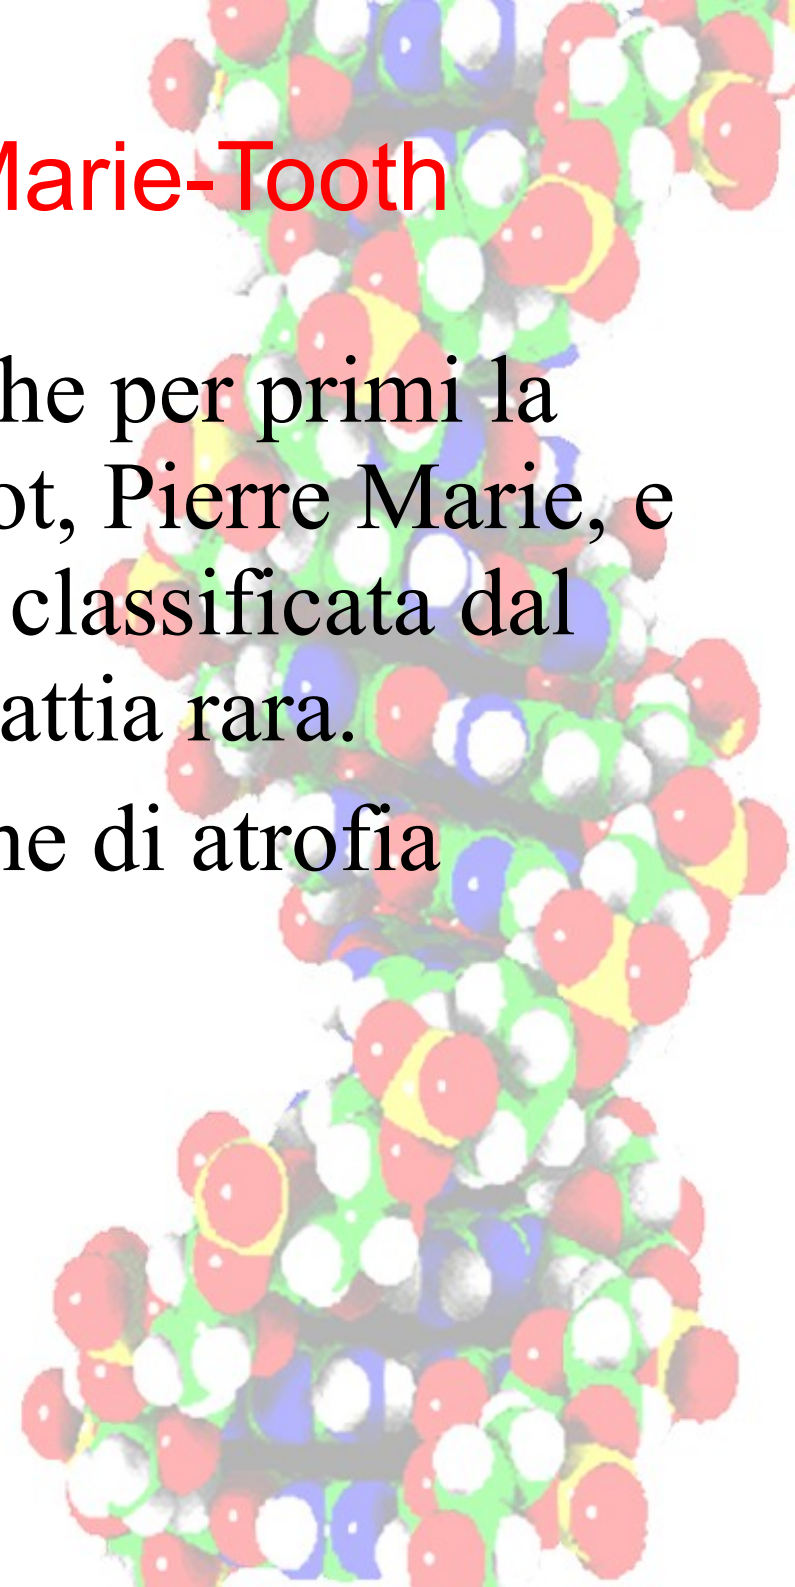 Marie-Tooth
he per primi la
ot, Pierre Marie, e
classificata dal
attia rara.
ne di atrofia